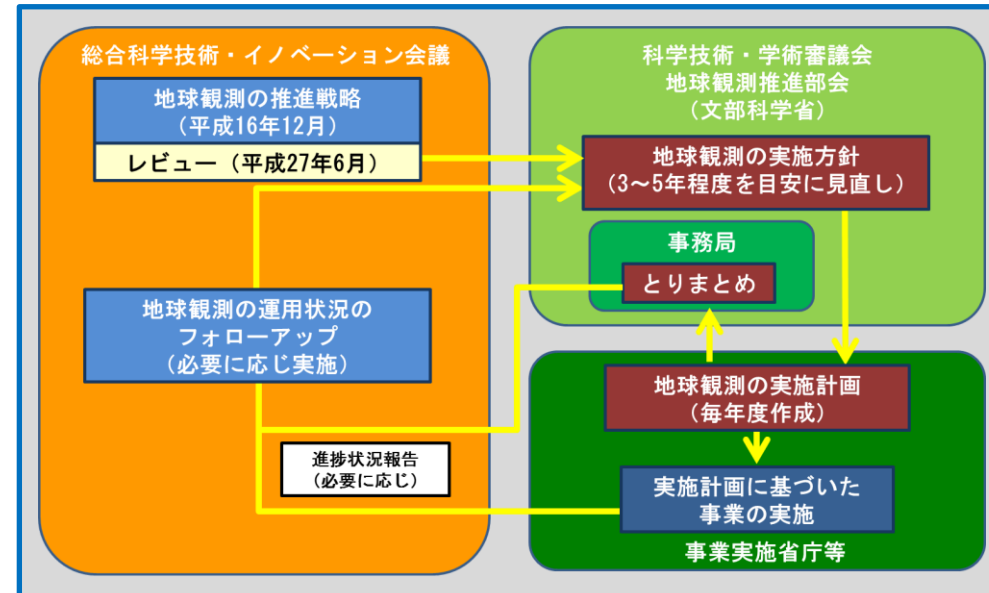 総合科学技術・イノベーション会議
地球観測の推進戦略
（平成16年12月）
レビュー（平成27年6月）
地球観測の運用状況の
フォローアップ
（必要に応じ実施）
進捗状況報告
（必要に応じ）
科学技術・学術審議会
地球観測推進部会
（文部科学省）
地球観測の実施方針
（3～5年程度を目安に見直し）
事務局
とりまとめ
地球観測の実施計画
（毎年度作成）
実施計画に基づいた
事業の実施
事業実施省庁等